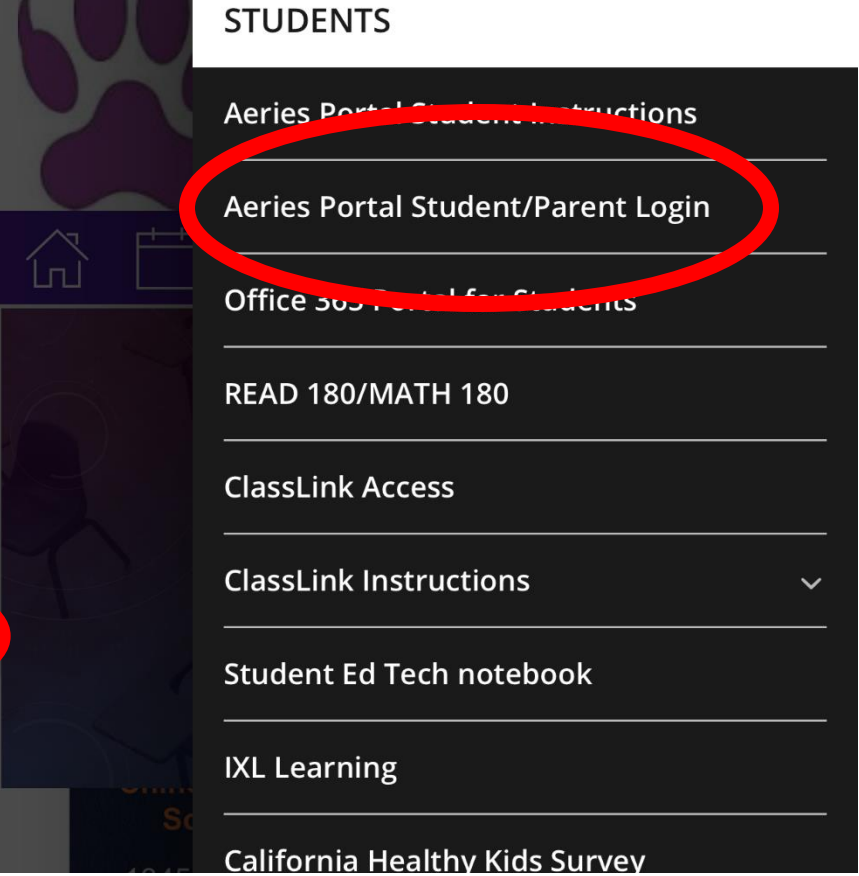 STUDENTS
Aeries Portal Student Instructions
Aeries Portal Student/Parent Login
Office 365 Portal for Students
READ 180/MATH 180
ClassLink Access
ClassLink Instructions
Student Ed Tech notebook
IXL Learning
California Healthy Kids Survey